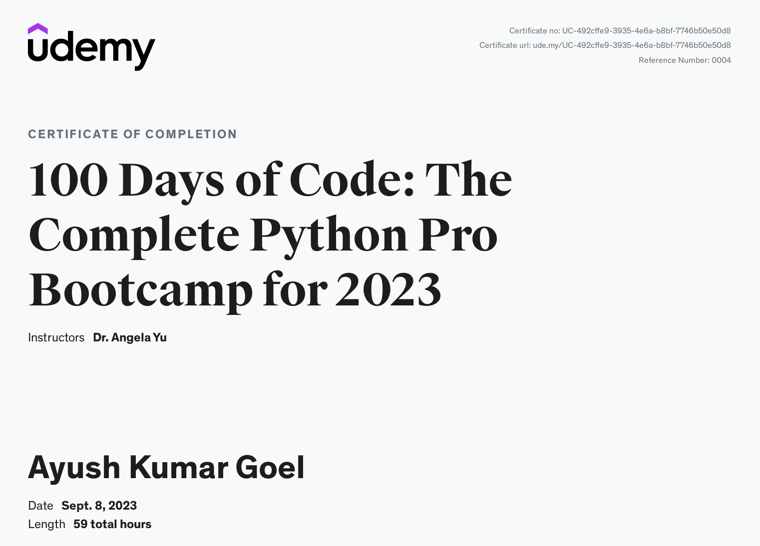 udemy
Certificate no: UC-492cffe9-3935-4e6a-b8bf-7746b50e50d8
Certificate url: ude.my/UC-492cffe9-3935-4e6a-b8bf-7746b50e50d8
Reference Number: 0004
CERTIFICATE OF COMPLETION
100 Days of Code: The
Complete Python Pro
Bootcamp for 2023
Instructors Dr. Angela Yu
Ayush Kumar Goel
Date Sept. 8, 2023
Length 59 total hours